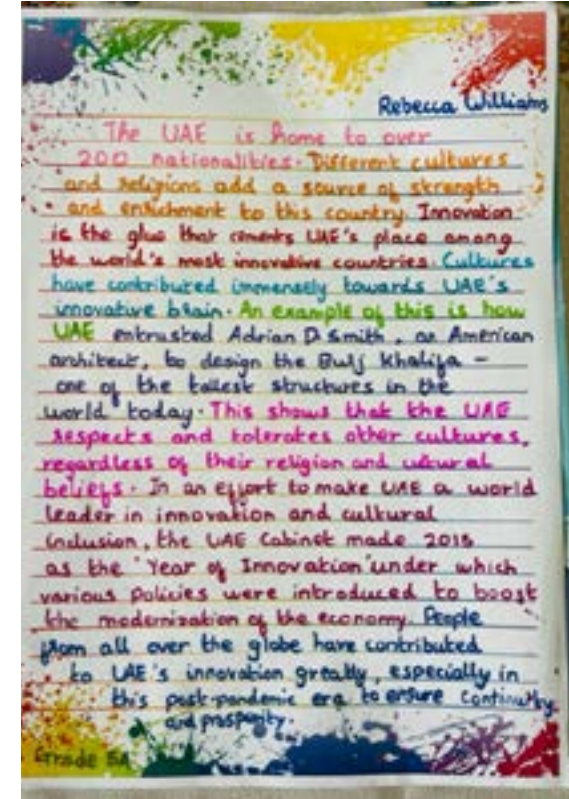 Rebecca Williams
The UAE is home to over
200 nationalities. Different cultures
and religions add a source of strength
and enrichment to this country. Innovation
is the glue that cements UAE's place among
the world's most innovative countries. Cultures
have contributed immensely towards UAE's
innovative brain. An example of this is how
UAE entrusted Adrian D. Smith, an American
architect, to design the Burj Khalifa –
one of the tallest structures in the
world today. This shows that the UAE
respects and tolerates other cultures,
regardless of their religion and cultural
beliefs. In an effort to make UAE a world
leader in innovation and cultural
inclusion, the UAE Cabinet made 2015
as the 'Year of Innovation' under which
various policies were introduced to boost
the modernization of the economy. People
from all over the globe have contributed
to UAE's innovation greatly, especially in
this post-pandemic era to ensure continuity
and prosperity.
Grade 5A